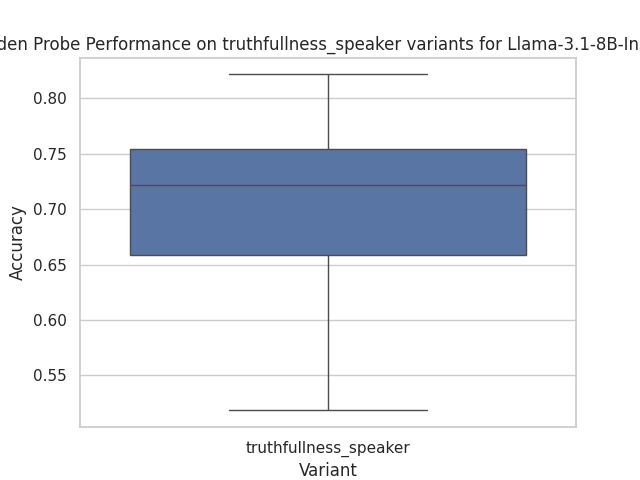 den Probe Performance on truthfullness_speaker variants for Llama-3.1-8B-In
0.80
0.75
0.70
0.65
0.60
0.55
Accuracy
truthfullness_speaker
Variant